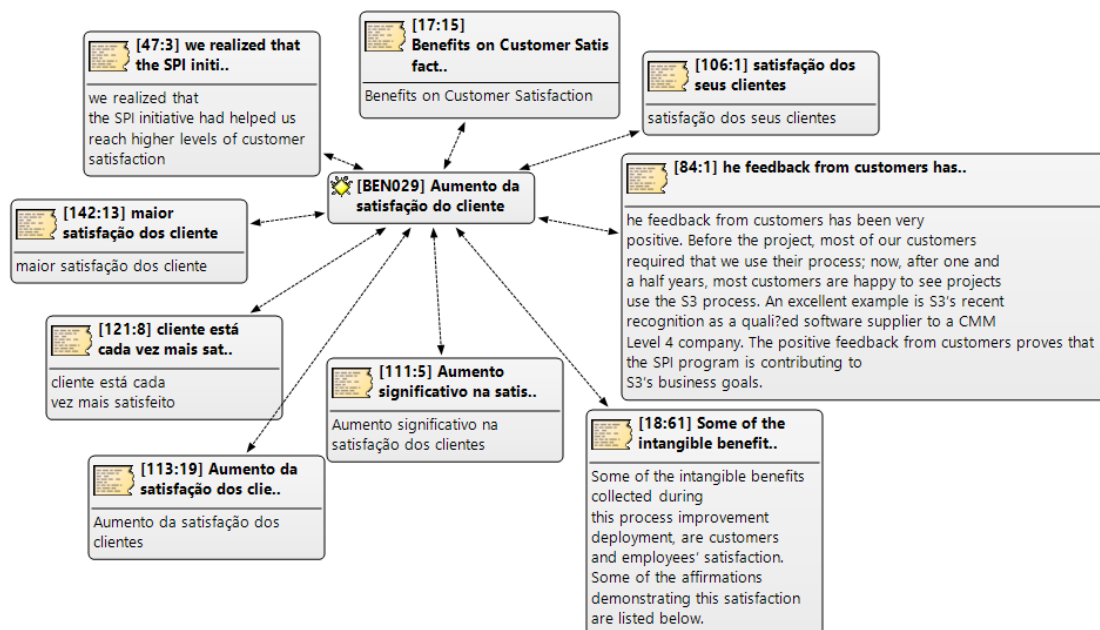 [47:3] we realized that
the SPI initi..
we realized that
the SPI initiative had helped us
reach higher levels of customer
satisfaction
[17:15]
Benefits on Customer Satis
fact..
Benefits on Customer Satisfaction
[106:1] satisfação dos
seus clientes
satisfação dos seus clientes
[BEN029] Aumento da
satisfação do cliente
[84:1] he feedback from customers has..
he feedback from customers has been very
positive. Before the project, most of our customers
required that we use their process; now, after one and
a half years, most customers are happy to see projects
use the S3 process. An excellent example is S3's recent
recognition as a quali?ed software supplier to a CMM
Level 4 company. The positive feedback from customers proves that
the SPI program is contributing to
S3's business goals.
[142:13] maior
satisfação dos cliente
maior satisfação dos cliente
[121:8] cliente está
cada vez mais sat..
cliente está cada
vez mais satisfeito
[111:5] Aumento
significativo na satis..
Aumento significativo na
satisfação dos clientes
[113:19] Aumento da
satisfação dos clie..
Aumento da satisfação dos
clientes
[18:61] Some of the
intangible benefit..
Some of the intangible benefits
collected during
this process improvement
deployment, are customers
and employees' satisfaction.
Some of the affirmations
demonstrating this satisfaction
are listed below.